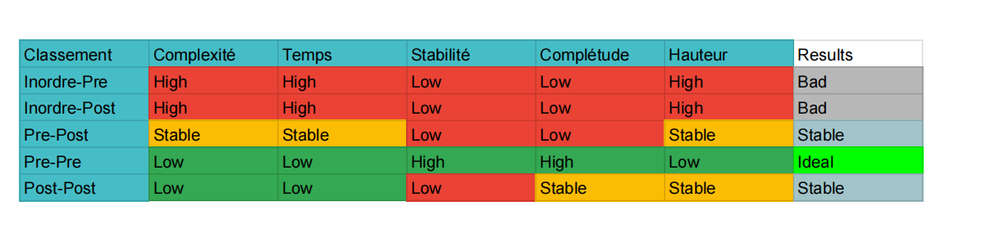 Classement Complexité Temps Stabilité Complétude Hauteur Results
Inordre-Pre High High Low Low High Bad
Inordre-Post High High Low Low High Bad
Pre-Post Stable Stable Low Low Stable Stable
Pre-Pre Low Low High High Low Ideal
Post-Post Low Low Low Stable Stable Stable